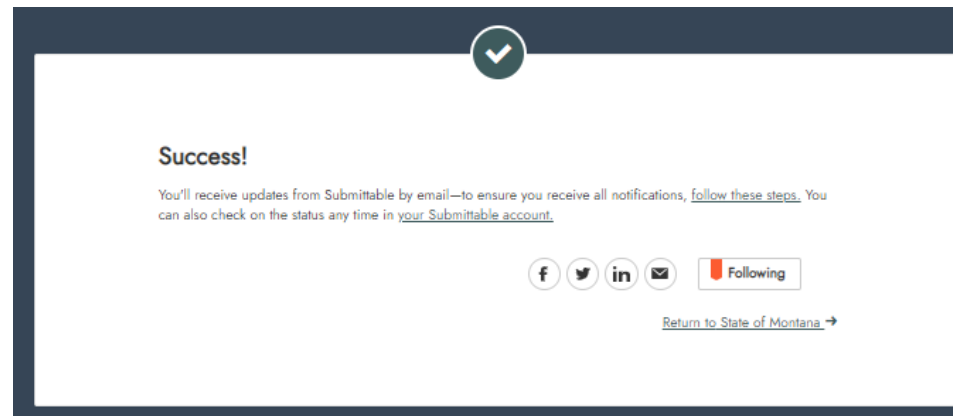 Success!
You'll receive updates from Submittable by email—to ensure you receive all notifications, follow these steps. You
can also check on the status any time in your Submittable account.
f in Following
Return to State of Montana →